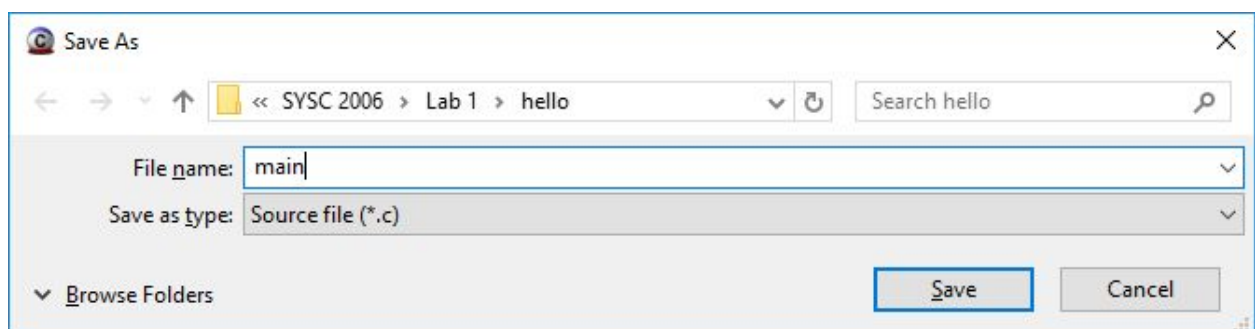 Save As
« SYSC 2006 > Lab 1 > hello
Search hello
File name: main
Save as type: Source file (*.c)
Browse Folders
Save
Cancel